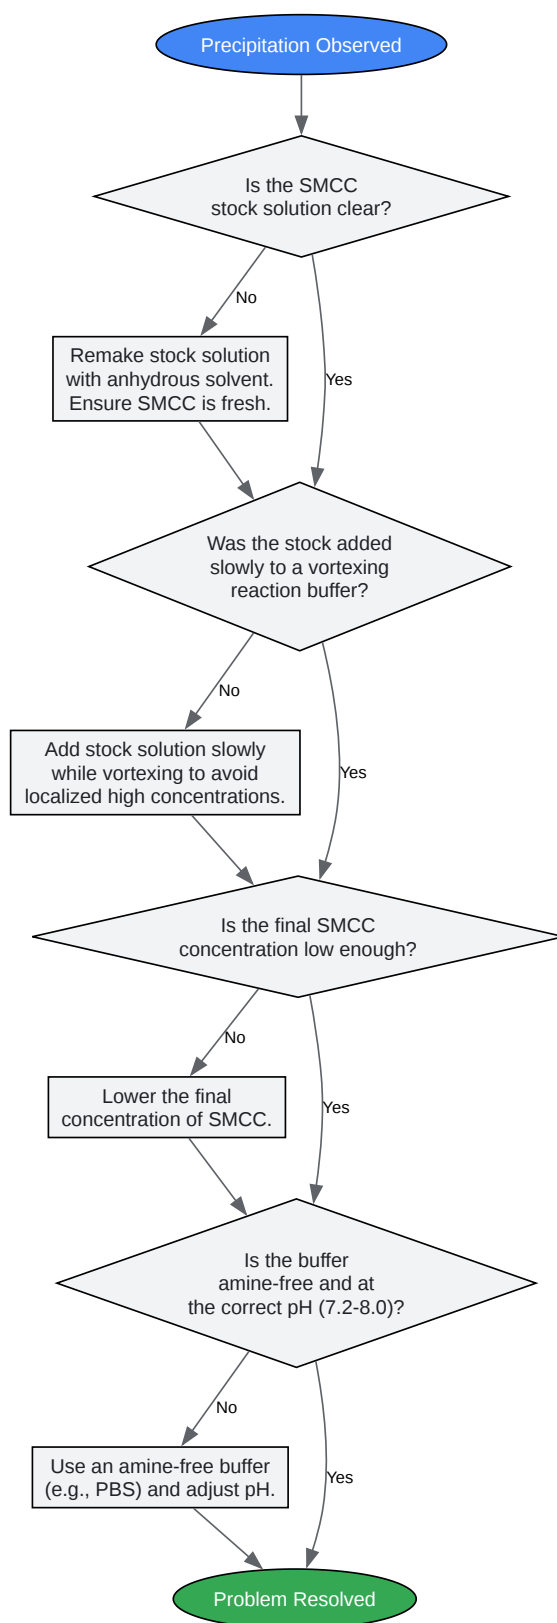 Precipitation Observed
Is the SMCC
stock solution clear?
No
Remake stock solution
with anhydrous solvent.
Ensure SMCC is fresh.
Yes
Was the stock added
slowly to a vortexing
reaction buffer?
No
Add stock solution slowly
while vortexing to avoid
localized high concentrations.
Yes
Is the final SMCC
concentration low enough?
No
Lower the final
concentration of SMCC.
Yes
Is the buffer
amine-free and at
the correct pH (7.2-8.0)?
No
Use an amine-free buffer
(e.g., PBS) and adjust pH.
Yes
Problem Resolved